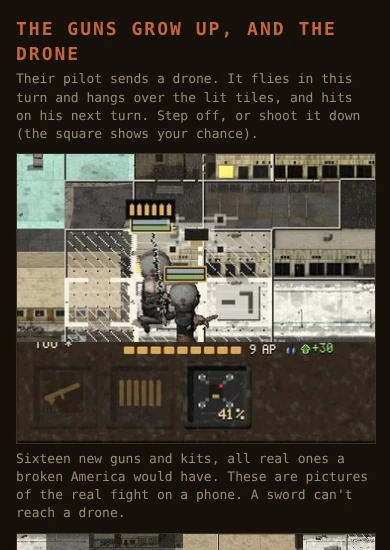 THE GUNS GROW UP, AND THE
DRONE
Their pilot sends a drone. It flies in this
turn and hangs over the lit tiles, and hits
on his next turn. Step off, or shoot it down
(the square shows your chance).
9 AP +30
41%
Sixteen new guns and kits, all real ones a
broken America would have. These are pictures
of the real fight on a phone. A sword can't
reach a drone.